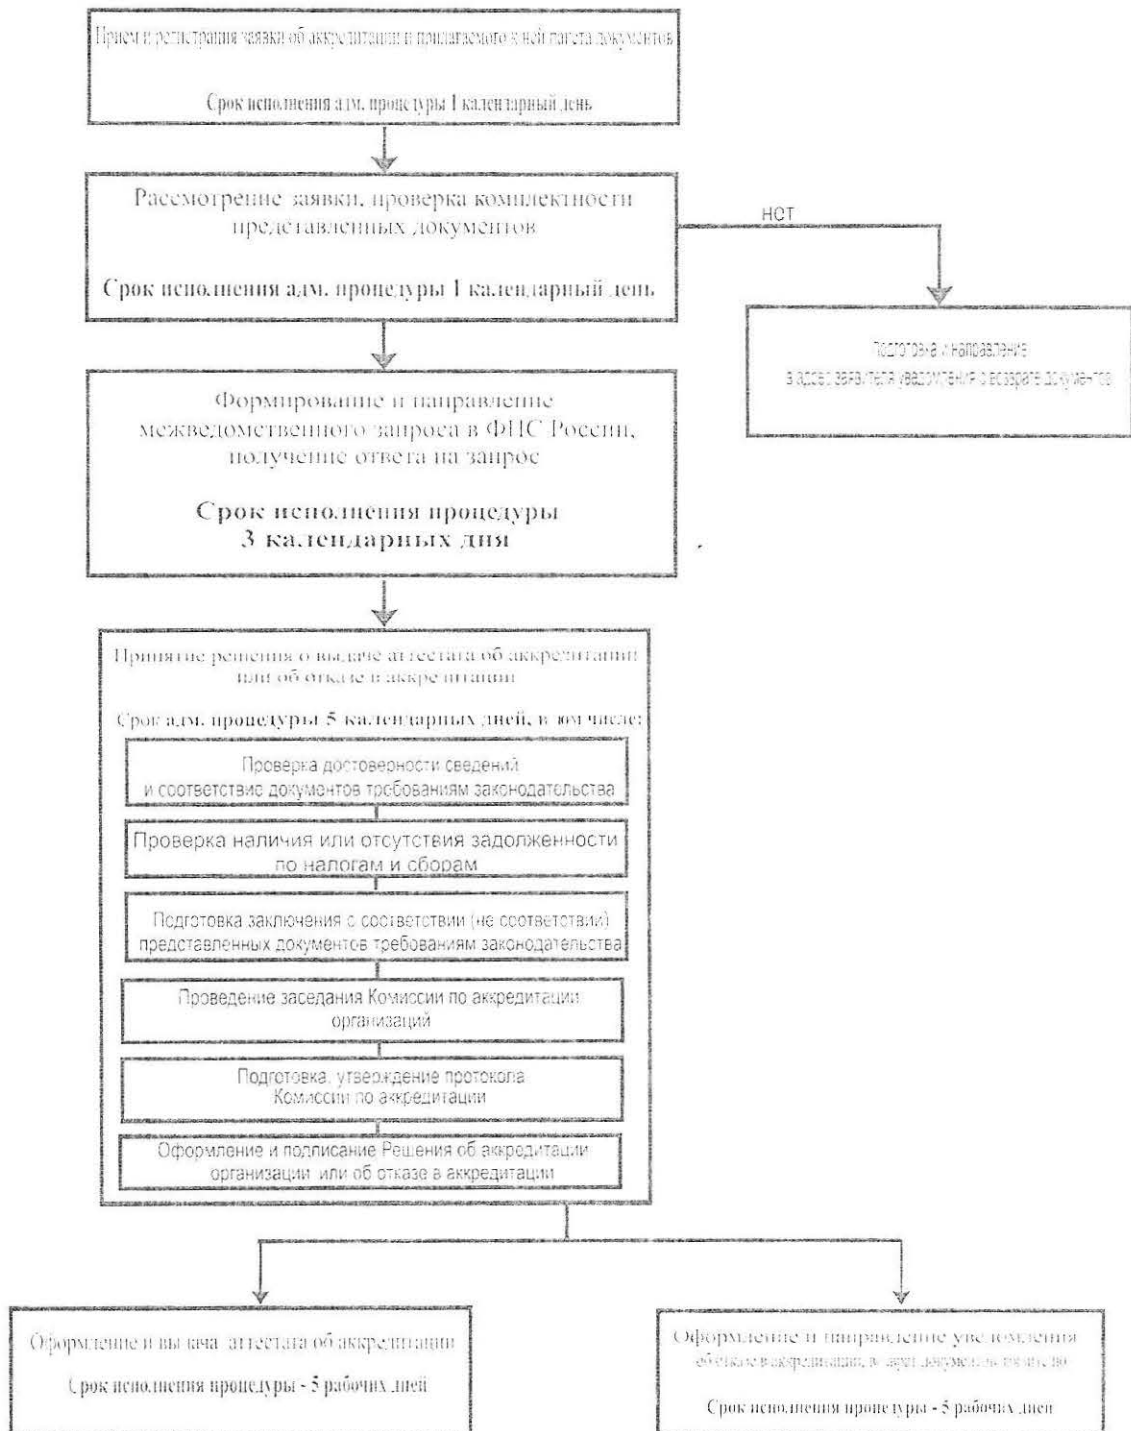 Прием и регистрация заявки об аккредитации и прилагаемого к ней пакета документов
Срок исполнения адм. процедуры 1 календарный день
Рассмотрение заявки, проверка комплектности
представленных документов
Срок исполнения адм. процедуры 1 календарный день
нет
Подготовка и направление
в адрес заявителя уведомления о возврате документов
Формирование и направление
межведомственного запроса в ФНС России,
получение ответа на запрос
Срок исполнения процедуры
3 календарных дня
Принятие решения о выдаче аттестата об аккредитации
или об отказе в аккредитации
Срок адм. процедуры 5 календарных дней, в том числе:
Проверка достоверности сведений
и соответствие документов требованиям законодательства
Проверка наличия или отсутствия задолженности
по налогам и сборам
Подготовка заключения о соответствии (не соответствии)
представленных документов требованиям законодательства
Проведение заседания Комиссии по аккредитации
организаций
Подготовка, утверждение протокола
Комиссии по аккредитации
Оформление и подписание Решения об аккредитации
организации или об отказе в аккредитации
Оформление и выдача аттестата об аккредитации
Срок исполнения процедуры - 5 рабочих дней
Оформление и направление уведомления
об отказе в аккредитации,
Срок исполнения процедуры - 5 рабочих дней